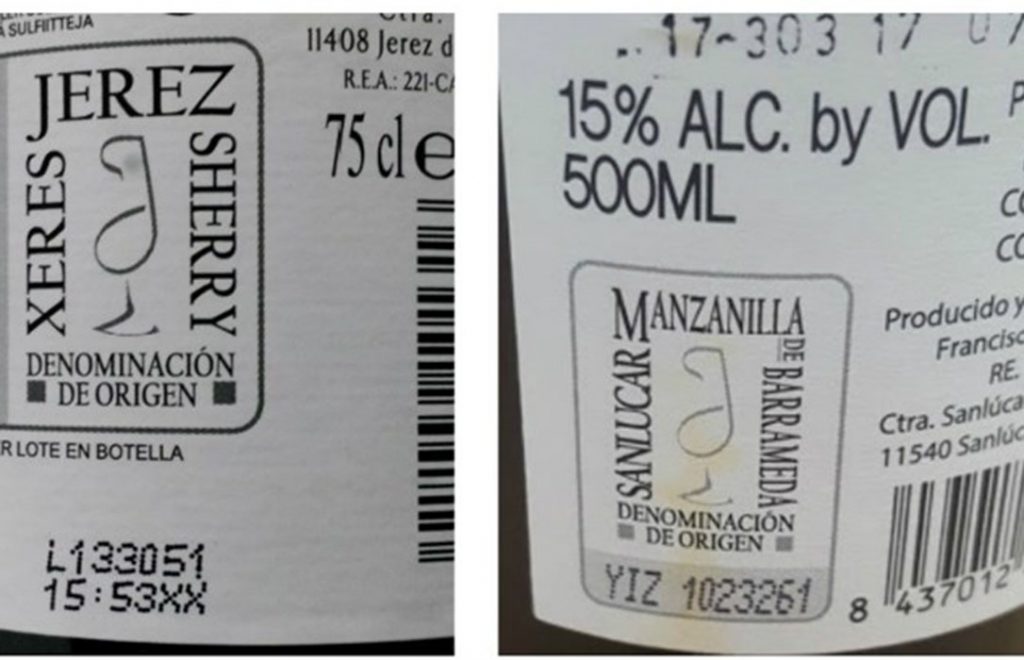 A SULFIITTEJA
JEREZ
XERES
SHERRY
DENOMINACIÓN
DE ORIGEN
R LOTE EN BOTELLA
L133051
15:53XX
Ctra.
11408 Jerez d
R.E.A.: 221-CA
75 cl e
17-303 17 07
15% ALC. by VOL.
500ML
MANZANILLA
SANLUCAR
DE BARRAMEDA
DENOMINACIÓN
DE ORIGEN
YIZ 1023261
Producido y
Francisc
RE.
Ctra. Sanlúca
11540 Sanlúc
8 437012